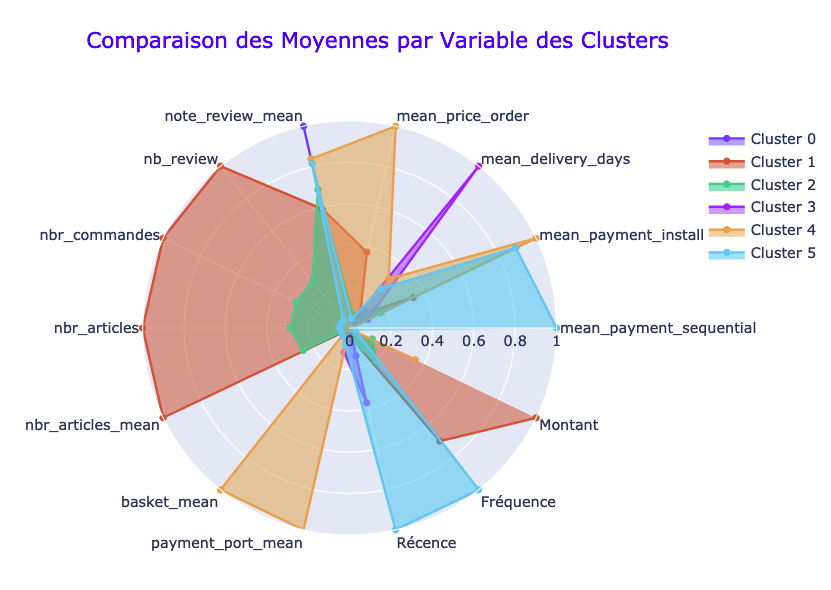 Comparaison des Moyennes par Variable des Clusters
note_review_mean
mean_price_order
nb_review
mean_delivery_days
nbr_commandes
mean_payment_install
nbr_articles
mean_payment_sequential
0 0.2 0.4 0.6 0.8 1
nbr_articles_mean
Montant
basket_mean
Fréquence
payment_port_mean
Récence
Cluster 0
Cluster 1
Cluster 2
Cluster 3
Cluster 4
Cluster 5